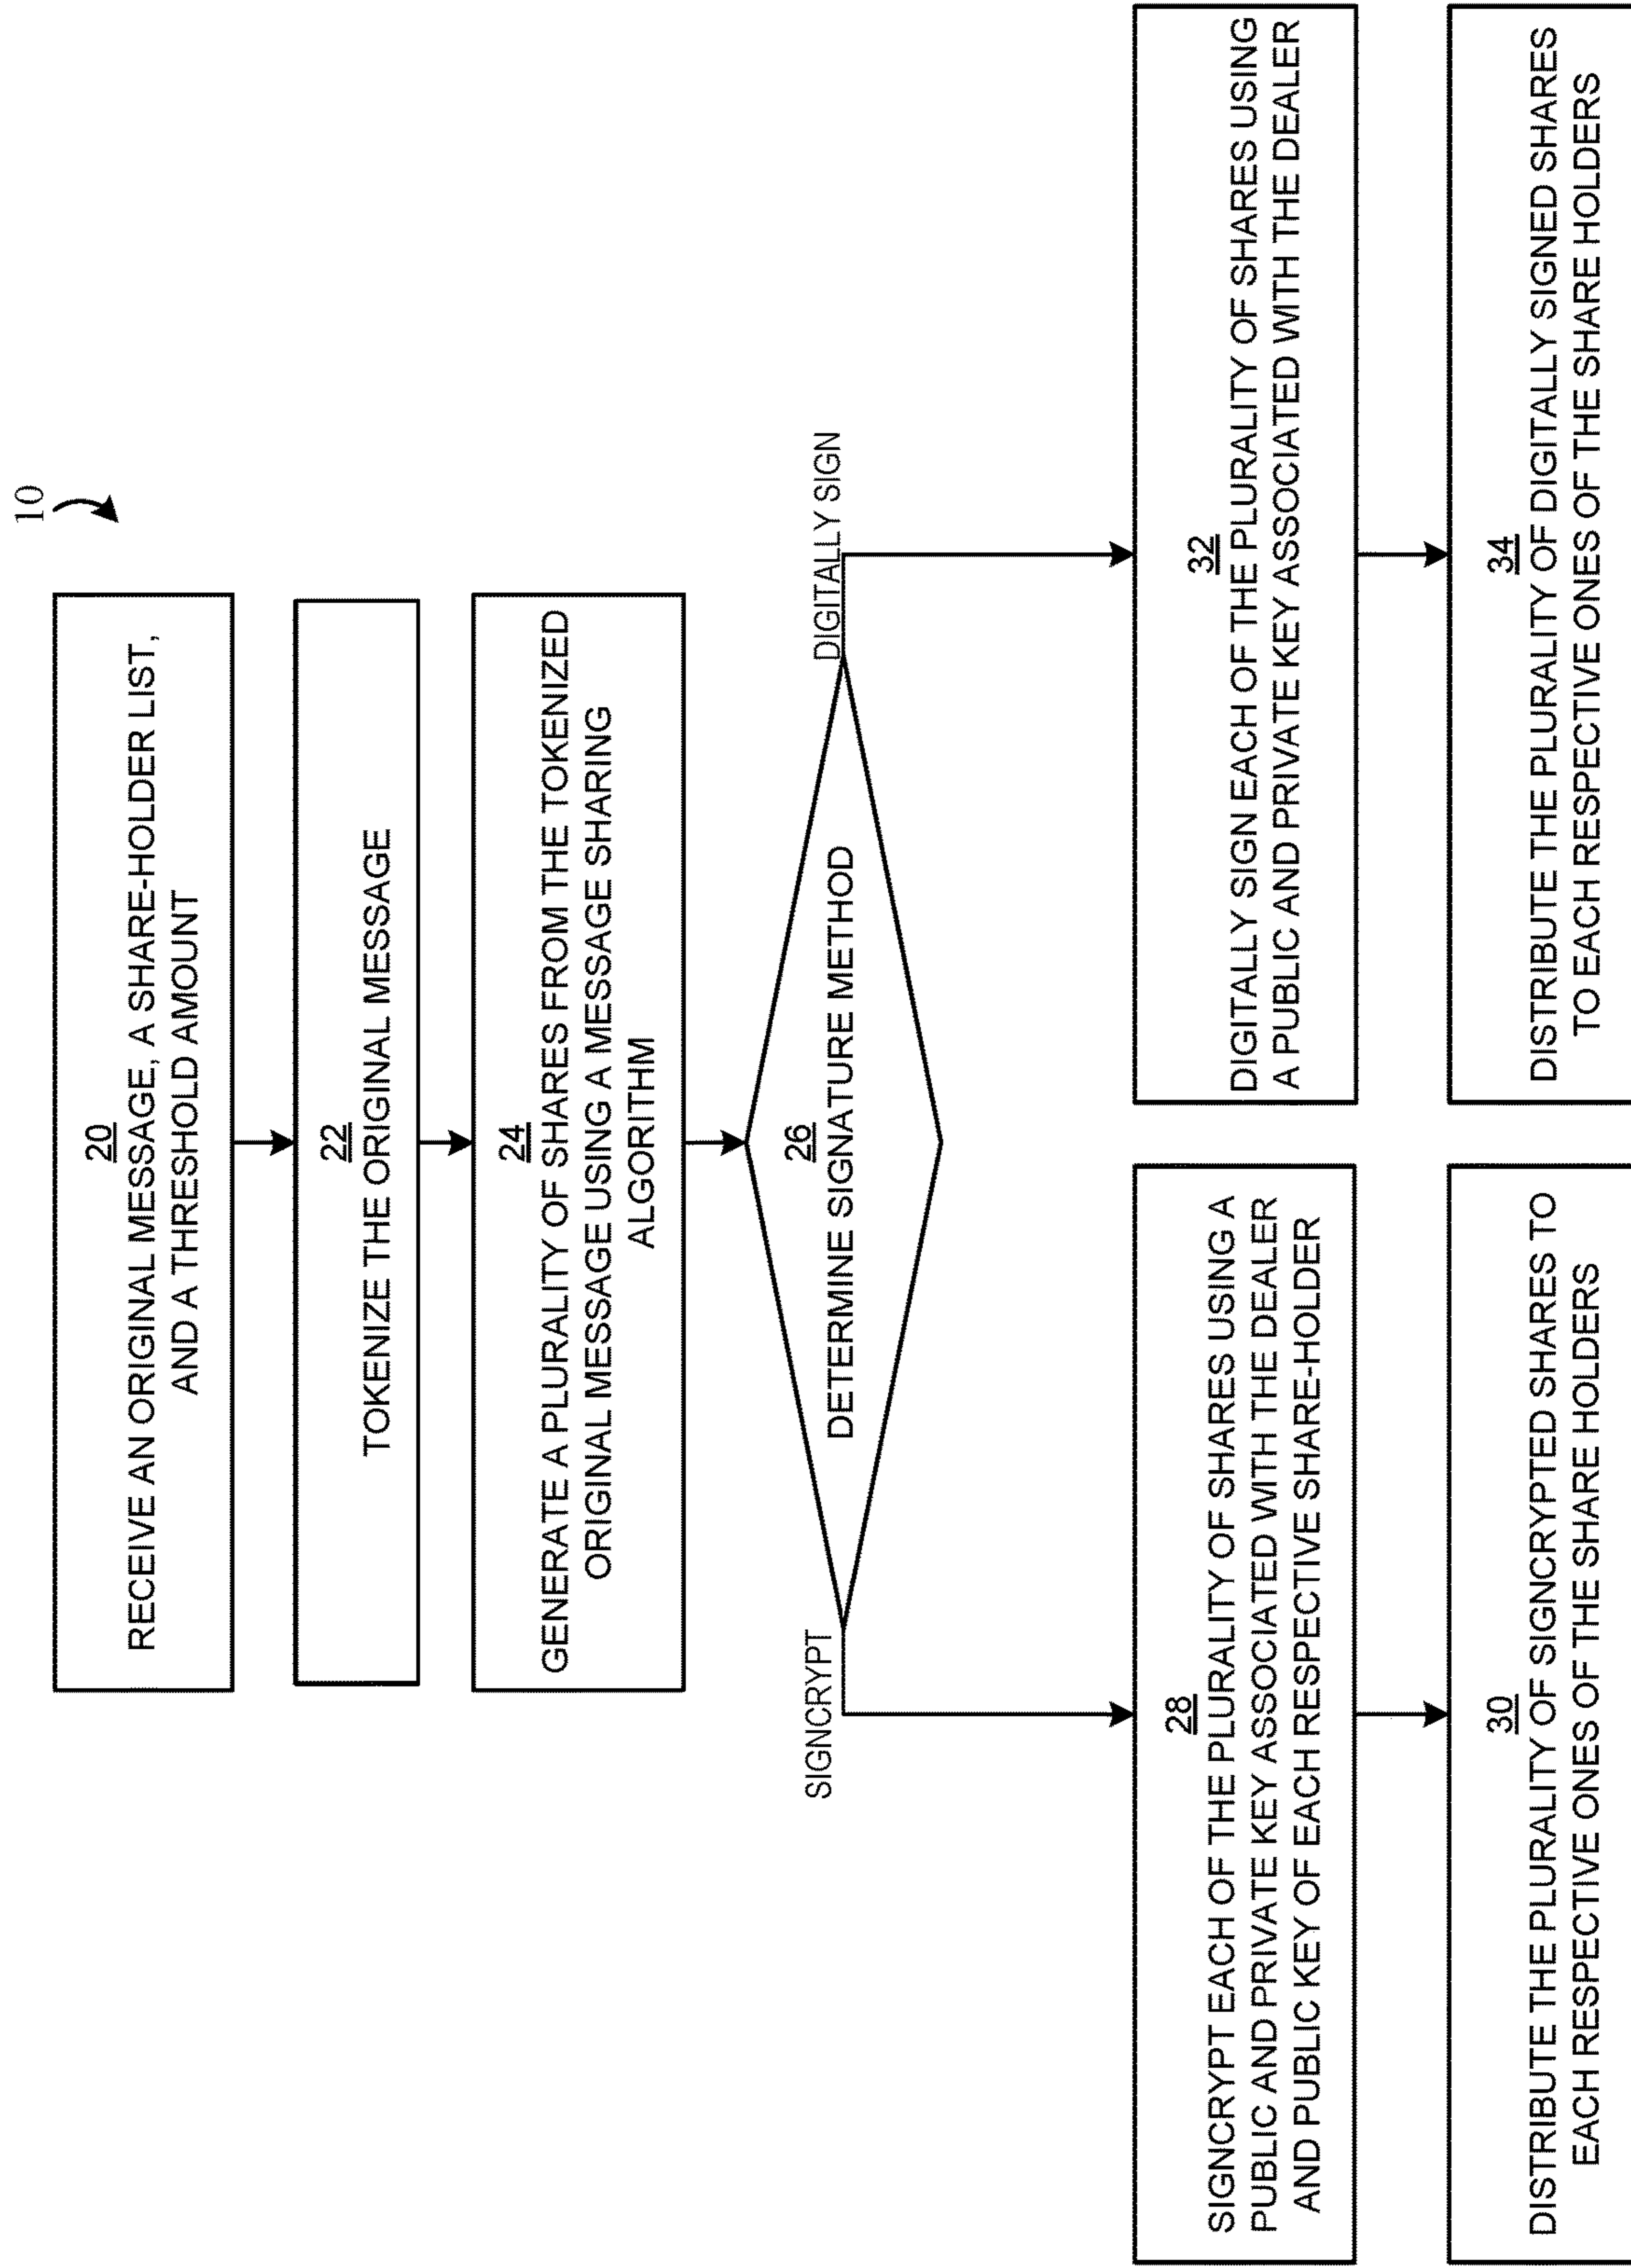 10
20
RECEIVE AN ORIGINAL MESSAGE, A SHARE-HOLDER LIST,
AND A THRESHOLD AMOUNT
22
TOKENIZE THE ORIGINAL MESSAGE
24
GENERATE A PLURALITY OF SHARES FROM THE TOKENIZED
ORIGINAL MESSAGE USING A MESSAGE SHARING
ALGORITHM
26
DETERMINE SIGNATURE METHOD
SIGNCRYPT
DIGITALLY SIGN
28
SIGNCRYPT EACH OF THE PLURALITY OF SHARES USING A
PUBLIC AND PRIVATE KEY ASSOCIATED WITH THE DEALER
AND PUBLIC KEY OF EACH RESPECTIVE SHARE-HOLDER
30
DISTRIBUTE THE PLURALITY OF SIGNCRYPTED SHARES TO
EACH RESPECTIVE ONES OF THE SHARE HOLDERS
32
DIGITALLY SIGN EACH OF THE PLURALITY OF SHARES USING
A PUBLIC AND PRIVATE KEY ASSOCIATED WITH THE DEALER
34
DISTRIBUTE THE PLURALITY OF DIGITALLY SIGNED SHARES
TO EACH RESPECTIVE ONES OF THE SHARE HOLDERS